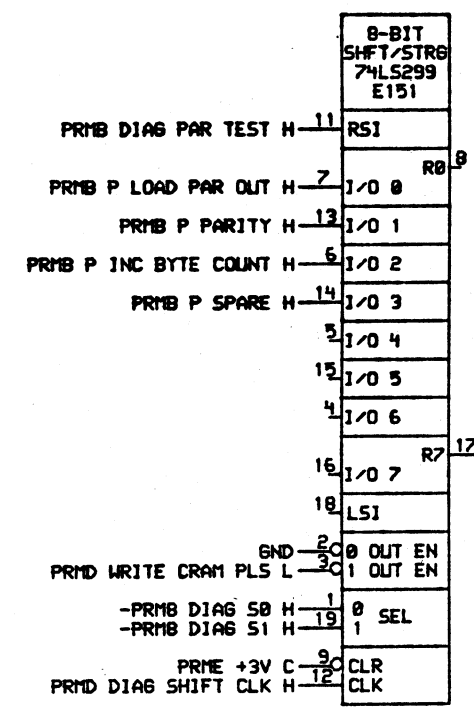 8-BIT
SHFT/STRG
74LS299
E151
PRMB DIAG PAR TEST H 11 RSI
R0 8
PRMB P LOAD PAR OUT H 7 I/O 0
PRMB P PARITY H 13 I/O 1
PRMB P INC BYTE COUNT H 6 I/O 2
PRMB P SPARE H 14 I/O 3
5 I/O 4
15 I/O 5
4 I/O 6
R7 17
16 I/O 7
18 LSI
GND 2 0 OUT EN
PRMD WRITE CRAM PLS L 3 1 OUT EN
-PRMB DIAG S0 H 1 0 SEL
-PRMB DIAG S1 H 19 1
PRME +3V C 9 CLR
PRMD DIAG SHIFT CLK H 12 CLK